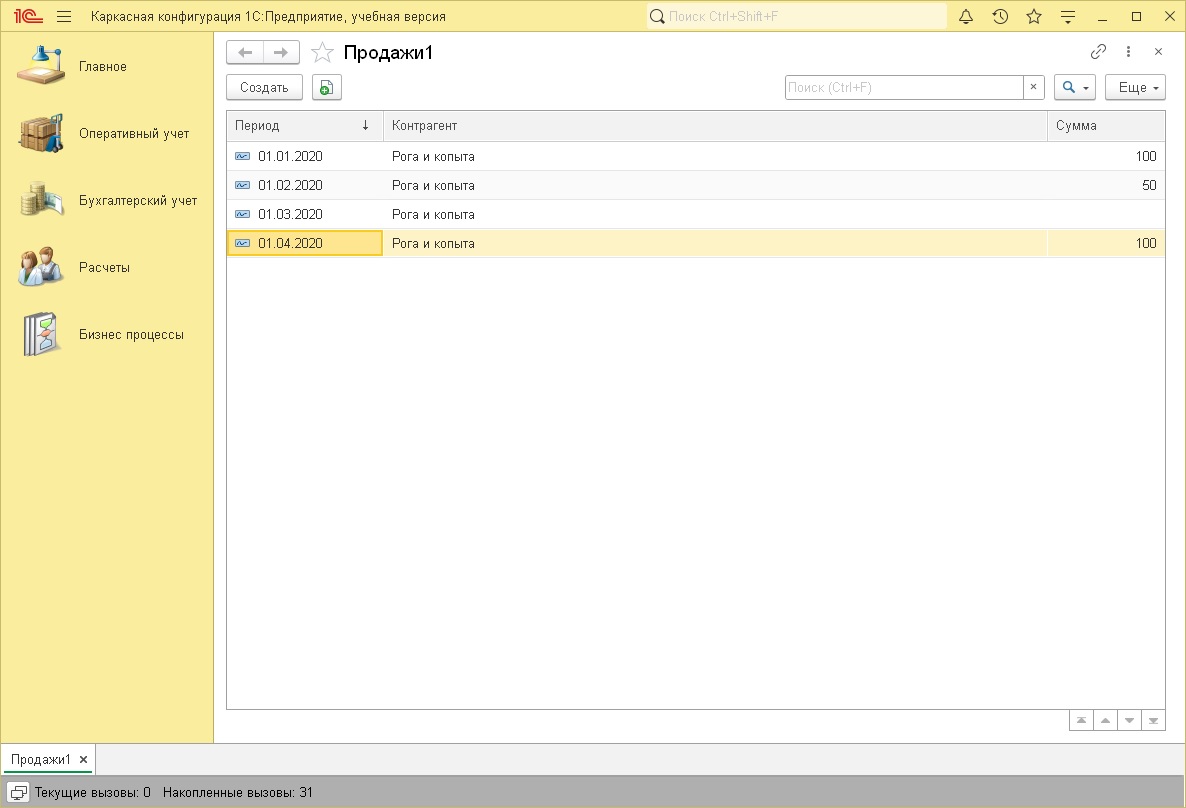 1С Каркасная конфигурация 1С:Предприятие, учебная версия Поиск Ctrl+Shift+F
Главное
Оперативный учет
Бухгалтерский учет
Расчеты
Бизнес процессы
Продажи1
Создать Поиск (Ctrl+F) × Еще
Период ↓ Контрагент Сумма
01.01.2020 Рога и копыта 100
01.02.2020 Рога и копыта 50
01.03.2020 Рога и копыта
01.04.2020 Рога и копыта 100
Продажи1 ×
Текущие вызовы: 0 Накопленные вызовы: 31